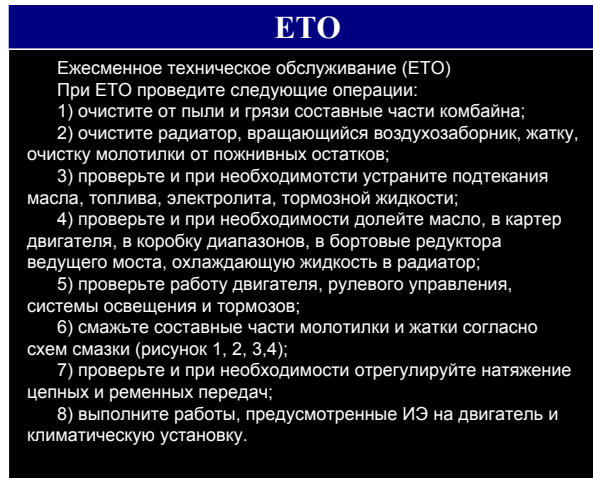 ЕТО
Ежесменное техническое обслуживание (ЕТО)
При ЕТО проведите следующие операции:
1) очистите от пыли и грязи составные части комбайна;
2) очистите радиатор, вращающийся воздухозаборник, жатку,
очистку молотилки от пожнивных остатков;
3) проверьте и при необходимотсти устраните подтекания
масла, топлива, электролита, тормозной жидкости;
4) проверьте и при необходимости долейте масло, в картер
двигателя, в коробку диапазонов, в бортовые редуктора
ведущего моста, охлаждающую жидкость в радиатор;
5) проверьте работу двигателя, рулевого управления,
системы освещения и тормозов;
6) смажьте составные части молотилки и жатки согласно
схем смазки (рисунок 1, 2, 3,4);
7) проверьте и при необходимости отрегулируйте натяжение
цепных и ременных передач;
8) выполните работы, предусмотренные ИЭ на двигатель и
климатическую установку.